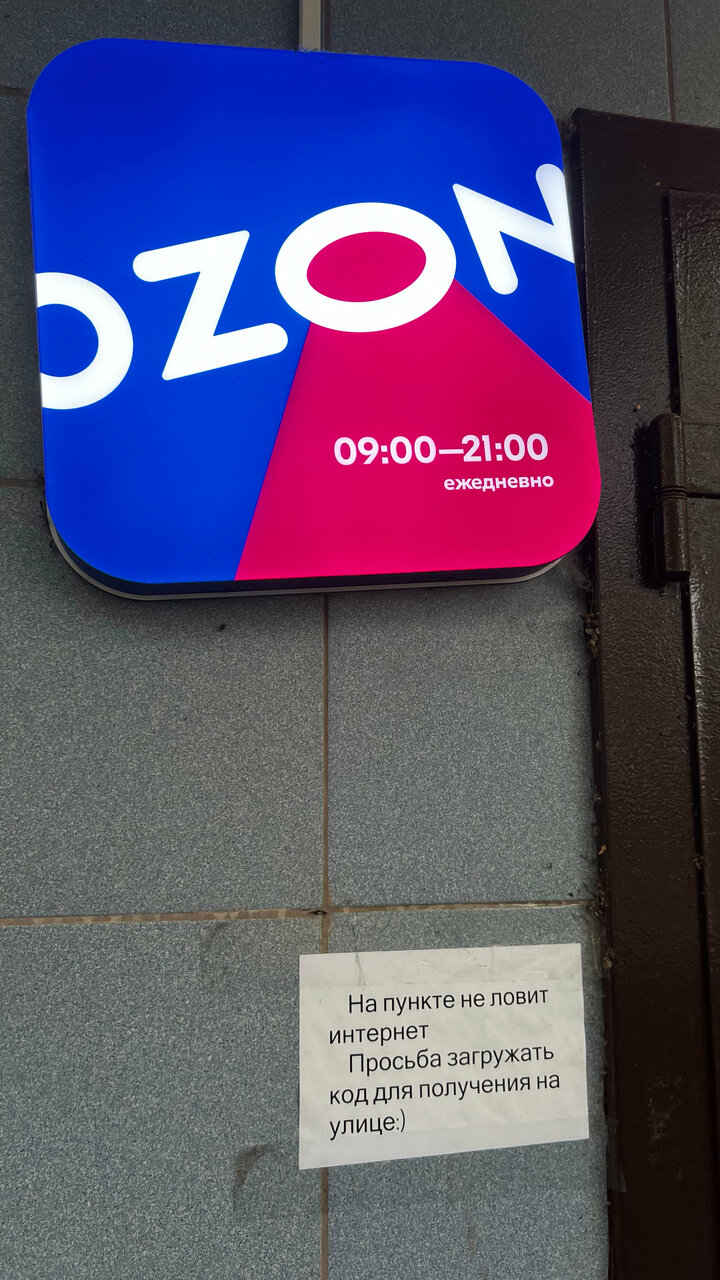 OZON
09:00—21:00
ежедневно
На пункте не ловит
интернет
Просьба загружать
код для получения на
улице:)